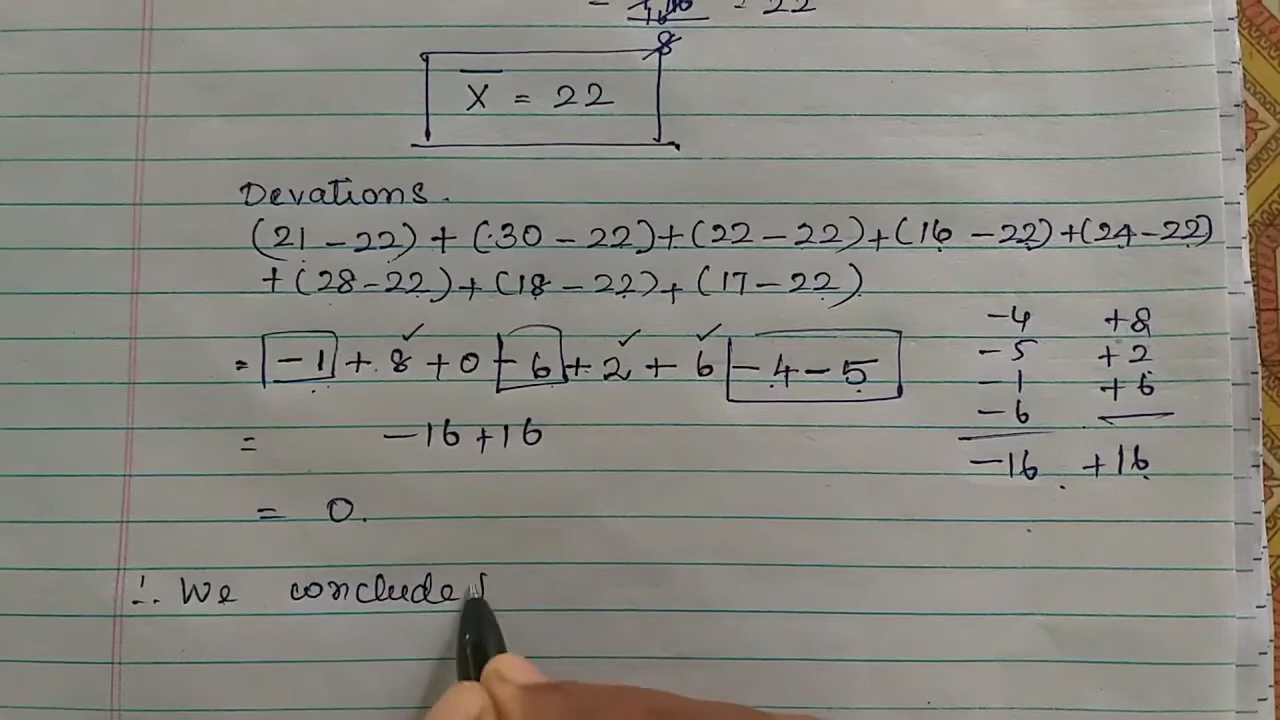 = 22
8
X̅ = 22
Devations.
(21 - 22) + (30 - 22) + (22 - 22) + (16 - 22) + (24 - 22)
+ (28 - 22) + (18 - 22) + (17 - 22)
= -1 + 8 + 0 - 6 + 2 + 6 - 4 - 5
-4 +8
-5 +2
-1 +6
-6
-16 +16
= -16 + 16
= 0.
∴ We conclude